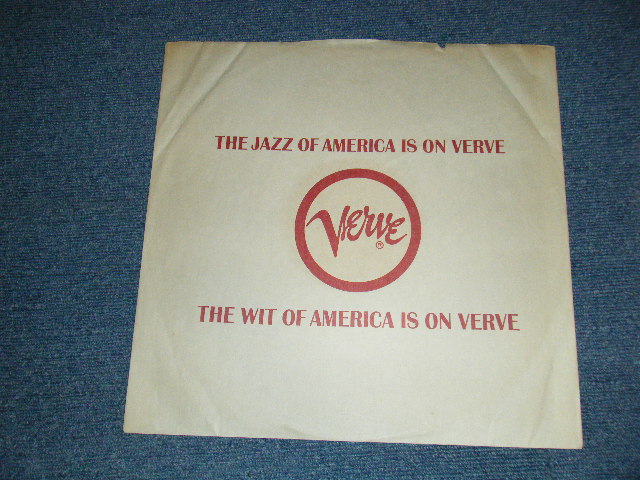 THE JAZZ OF AMERICA IS ON VERVE
VERVE
®
THE WIT OF AMERICA IS ON VERVE